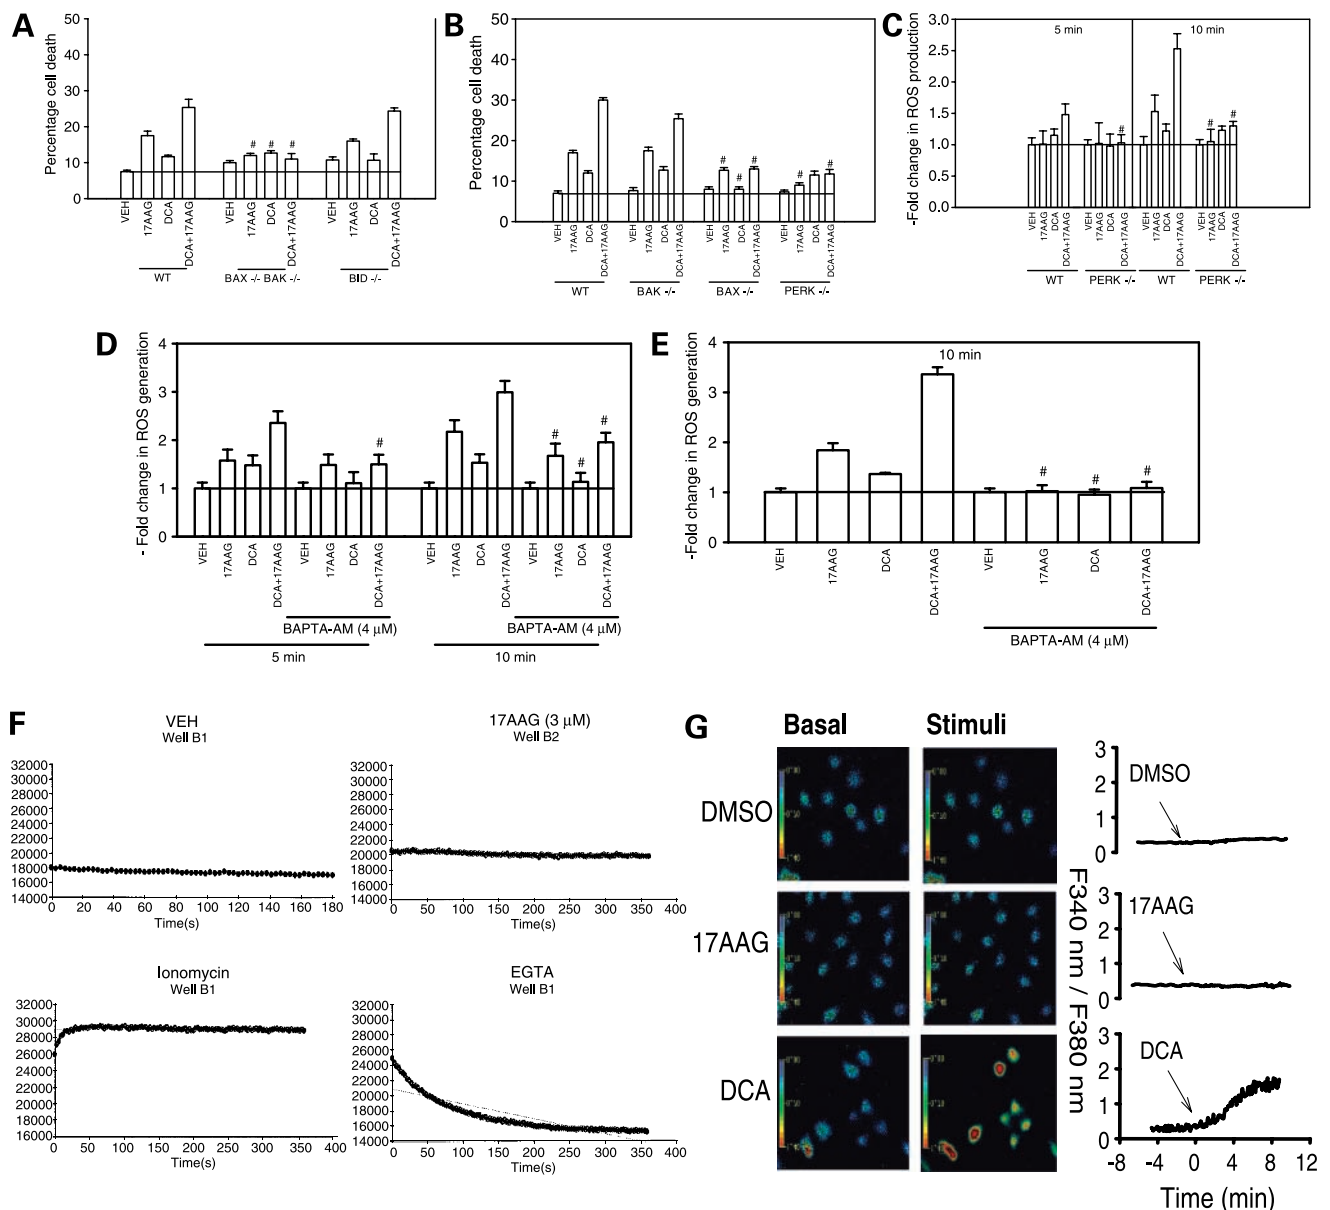 A
Percentage cell death
50
40
30
20
10
0
VEH
17AAG
DCA
DCA+17AAG
VEH
17AAG
DCA
DCA+17AAG
VEH
17AAG
DCA
DCA+17AAG
# # #
WT
BAX -/- BAK -/-
BID -/-
B
Percentage cell death
50
40
30
20
10
0
VEH
17AAG
DCA
DCA+17AAG
VEH
17AAG
DCA
DCA+17AAG
VEH
17AAG
DCA
DCA+17AAG
VEH
17AAG
DCA
DCA+17AAG
# # # # #
WT
BAK -/-
BAX -/-
PERK -/-
C
-Fold change in ROS production
3.0
2.5
2.0
1.5
1.0
0.5
0.0
5 min
10 min
# # # #
VEH
17AAG
DCA
DCA+17AAG
VEH
17AAG
DCA
DCA+17AAG
VEH
17AAG
DCA
DCA+17AAG
VEH
17AAG
DCA
DCA+17AAG
WT
PERK -/-
WT
PERK -/-
D
- Fold change in ROS generation
4
3
2
1
0
# # # #
VEH
17AAG
DCA
DCA+17AAG
VEH
17AAG
DCA
DCA+17AAG
VEH
17AAG
DCA
DCA+17AAG
VEH
17AAG
DCA
DCA+17AAG
BAPTA-AM (4 μM)
BAPTA-AM (4 μM)
5 min
10 min
E
-Fold change in ROS generation
4
3
2
1
0
10 min
# # #
VEH
17AAG
DCA
DCA+17AAG
VEH
17AAG
DCA
DCA+17AAG
BAPTA-AM (4 μM)
F
VEH
Well B1
32000
30000
28000
26000
24000
22000
20000
18000
16000
14000
0 20 40 60 80 100 120 140 160 180
Time(s)
17AAG (3 μM)
Well B2
32000
30000
28000
26000
24000
22000
20000
18000
16000
14000
0 50 100 150 200 250 300 350 400
Time(s)
Ionomycin
Well B1
32000
30000
28000
26000
24000
22000
20000
18000
16000
0 50 100 150 200 250 300 350 400
Time(s)
EGTA
Well B1
32000
30000
28000
26000
24000
22000
20000
18000
16000
14000
0 50 100 150 200 250 300 350 400
Time(s)
G
Basal
Stimuli
DMSO
17AAG
DCA
3
2
1
0
DMSO
3
2
1
0
17AAG
3
2
1
0
DCA
F340 nm / F380 nm
-8 -4 0 4 8 12
Time (min)